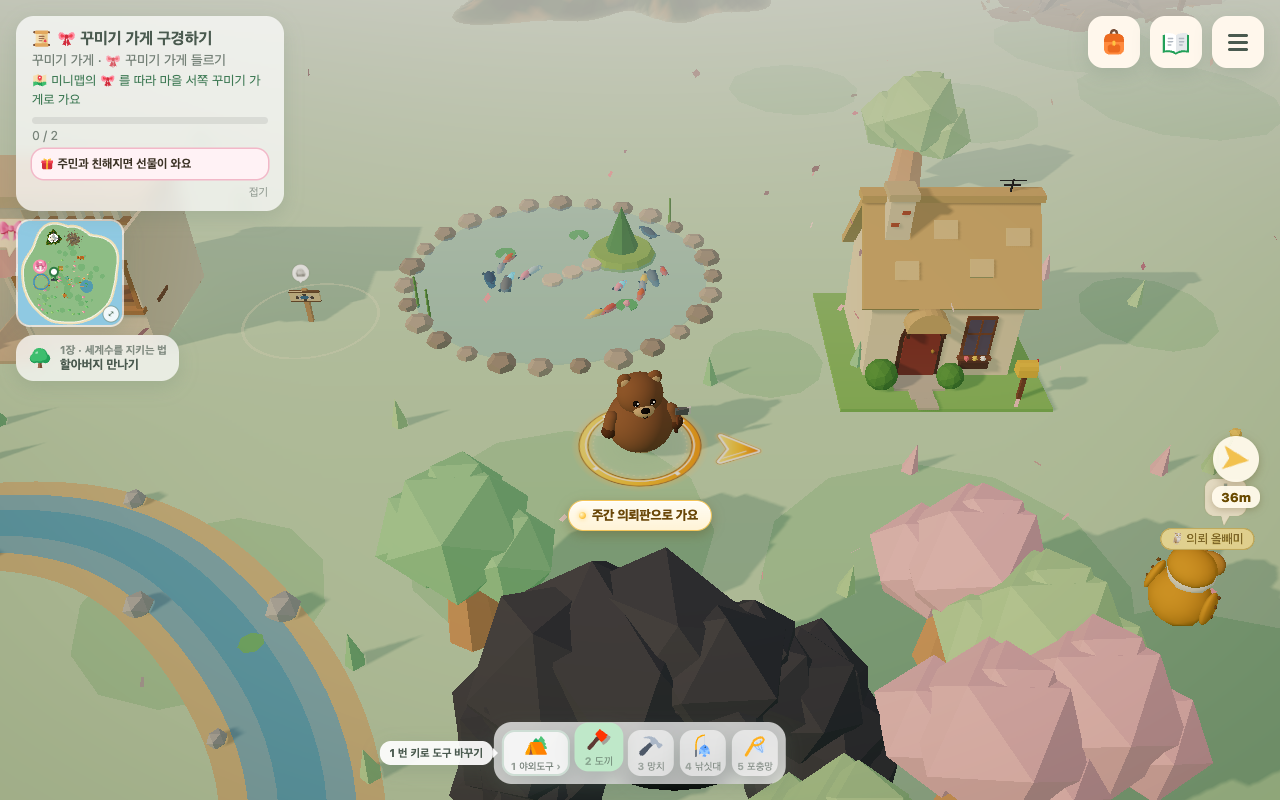 꾸미기 가게 구경하기
꾸미기 가게 · 꾸미기 가게 들르기
미니맵의 를 따라 마을 서쪽 꾸미기 가
게로 가요
0 / 2
주민과 친해지면 선물이 와요
접기
1장 · 세계수를 지키는 법
할아버지 만나기
36m
의뢰 올빼미
주간 의뢰판으로 가요
1 번 키로 도구 바꾸기
1 야외도구 ›
2 도끼
3 망치
4 낚싯대
5 포충망